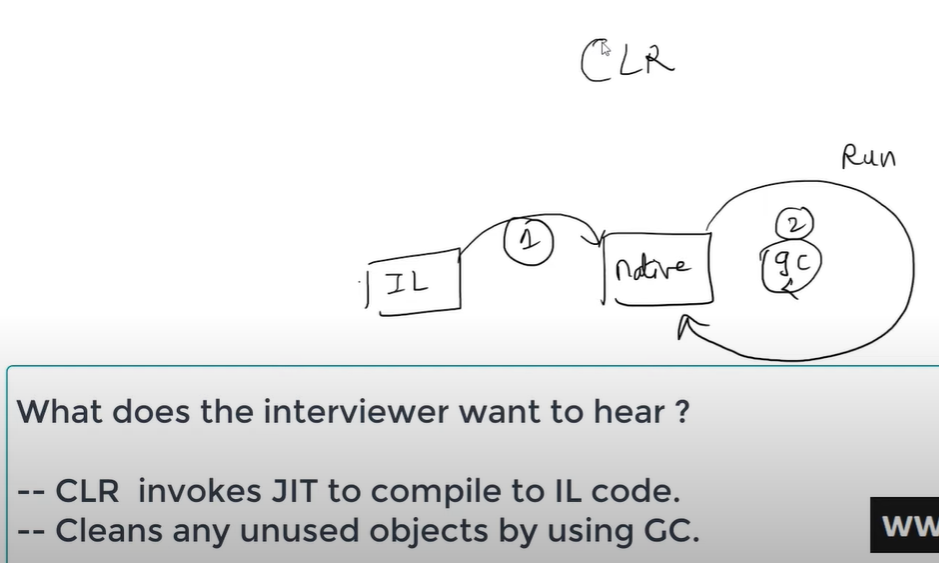 CLR
Run
1
2
IL
native
gc
What does the interviewer want to hear ?
-- CLR invokes JIT to compile to IL code.
-- Cleans any unused objects by using GC.
WW